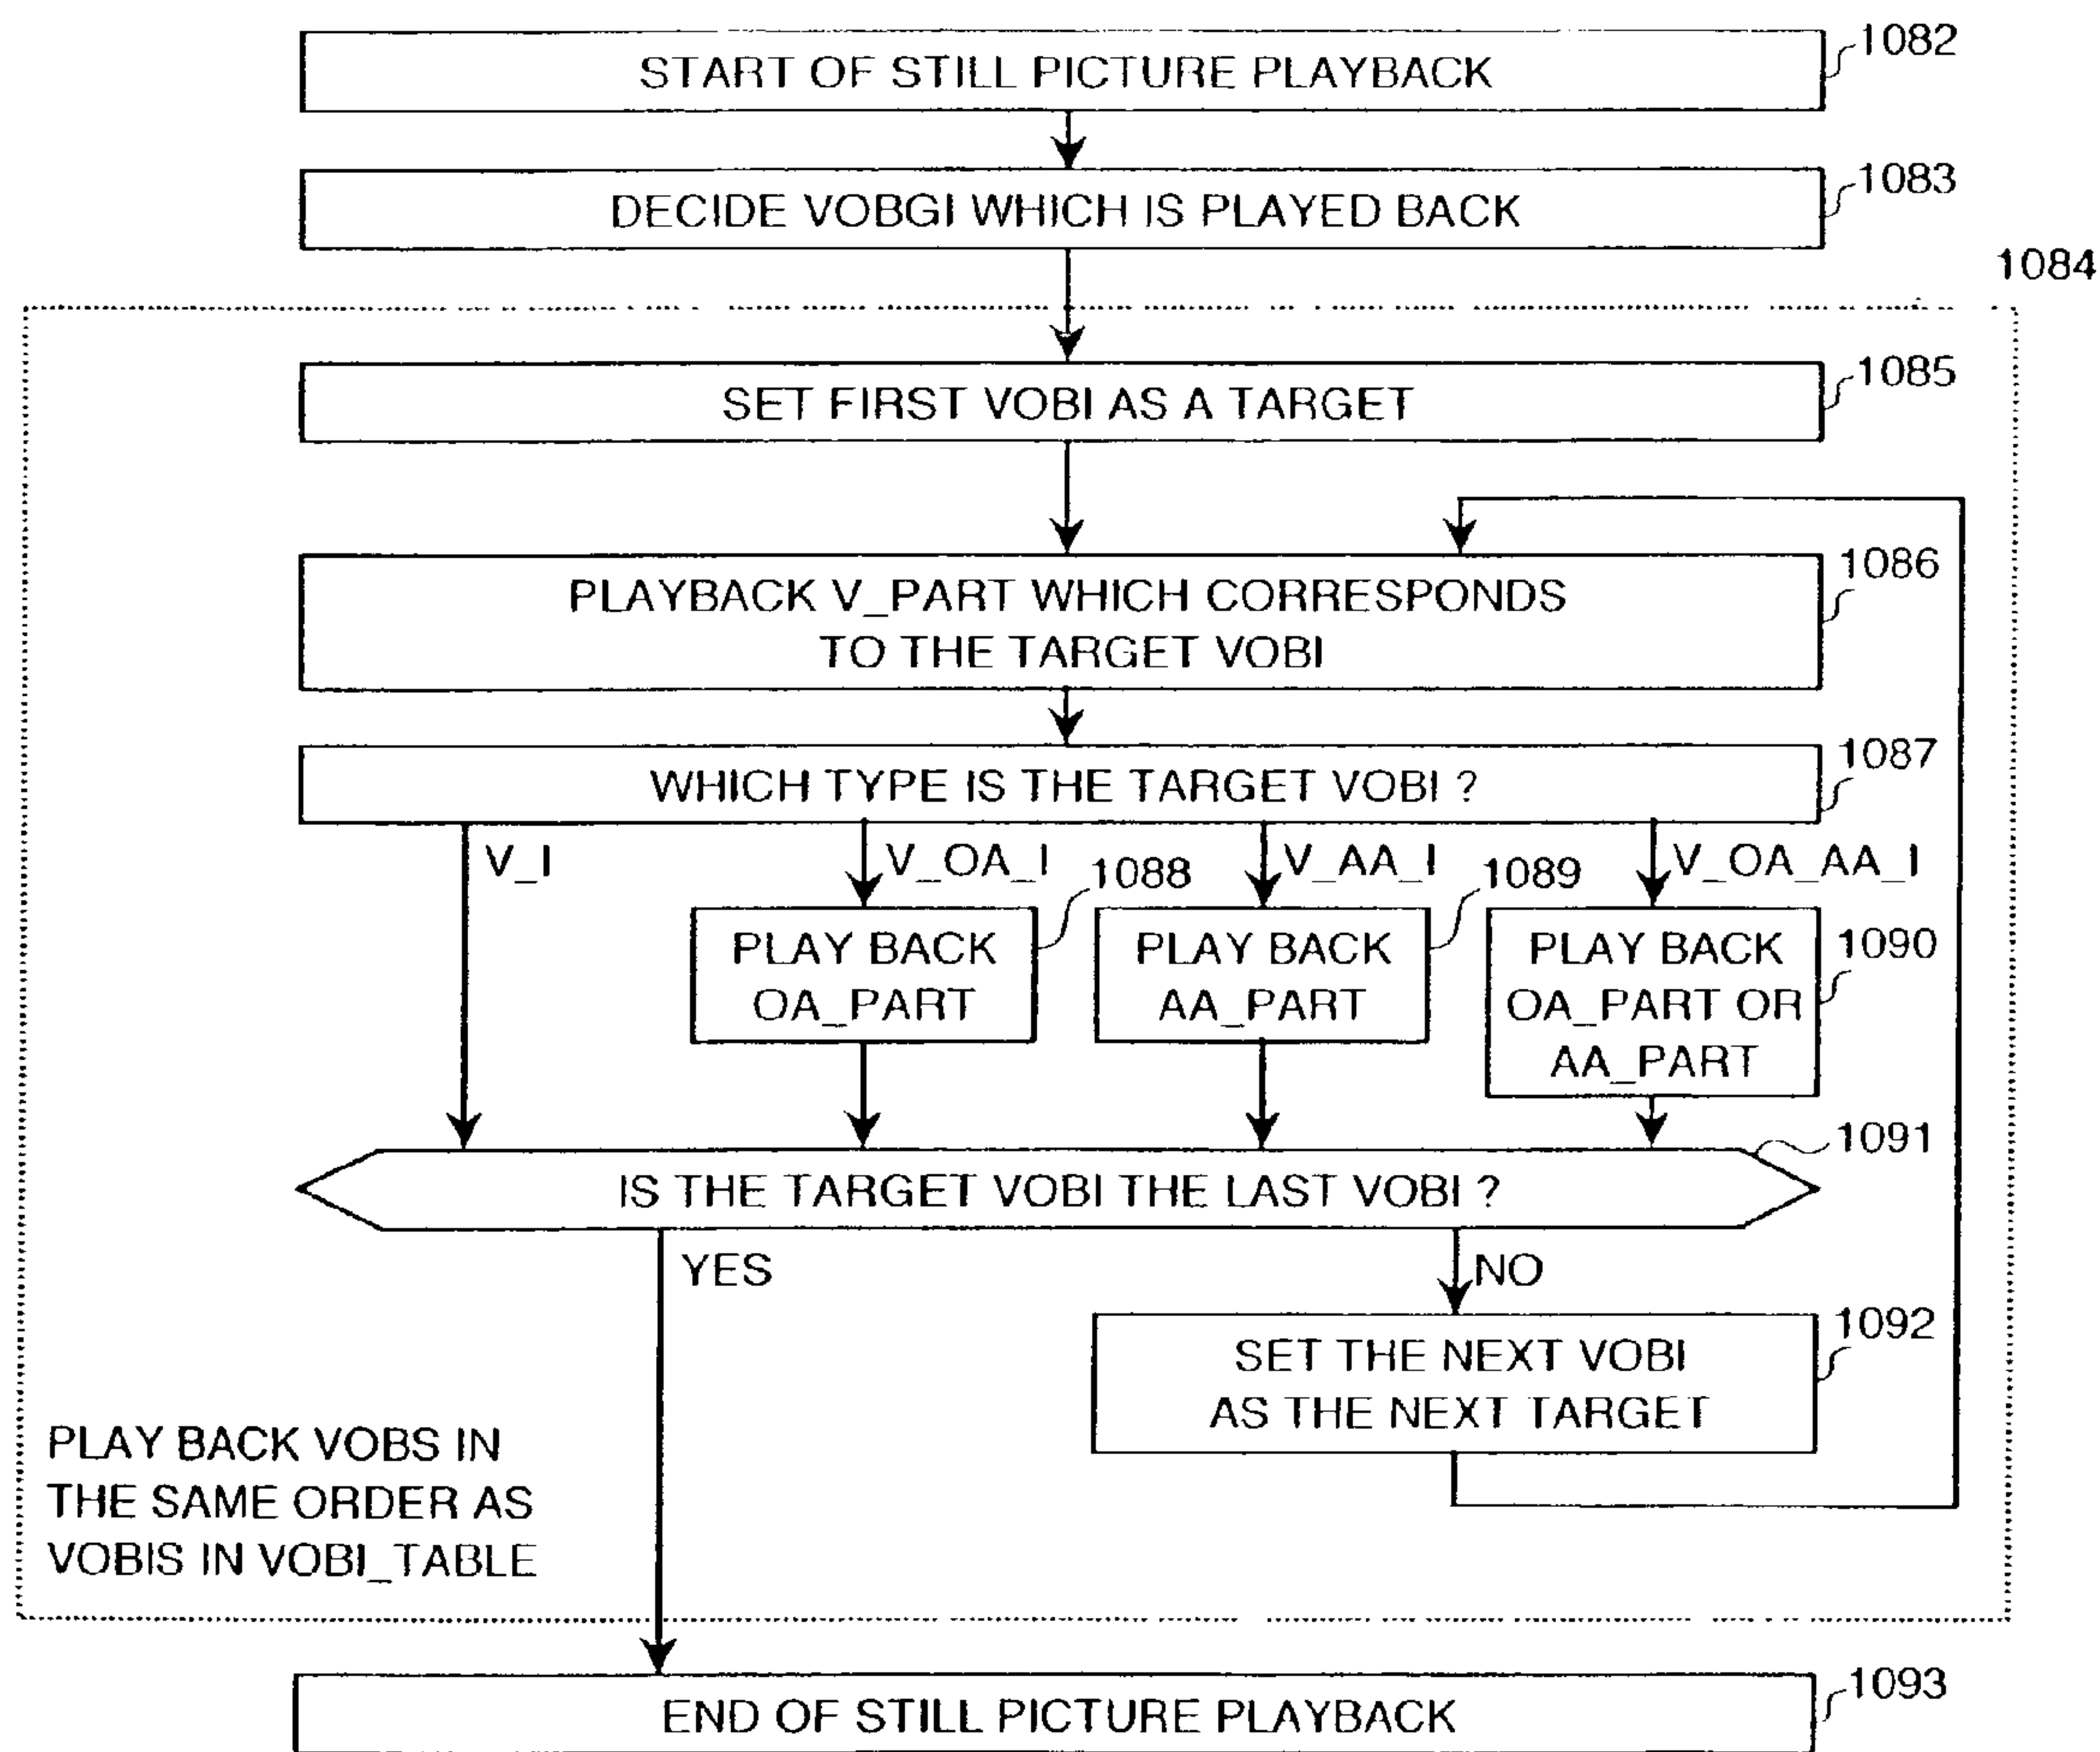 START OF STILL PICTURE PLAYBACK
1082
DECIDE VOBGI WHICH IS PLAYED BACK
1083
1084
SET FIRST VOBI AS A TARGET
1085
PLAYBACK V_PART WHICH CORRESPONDS
TO THE TARGET VOBI
1086
WHICH TYPE IS THE TARGET VOBI ?
1087
V_I
V_OA_I
1088
V_AA_I
1089
V_OA_AA_I
PLAY BACK
OA_PART
PLAY BACK
AA_PART
PLAY BACK
OA_PART OR
AA_PART
1090
IS THE TARGET VOBI THE LAST VOBI ?
1091
YES
NO
SET THE NEXT VOBI
AS THE NEXT TARGET
1092
PLAY BACK VOBS IN
THE SAME ORDER AS
VOBIS IN VOBI_TABLE
END OF STILL PICTURE PLAYBACK
1093